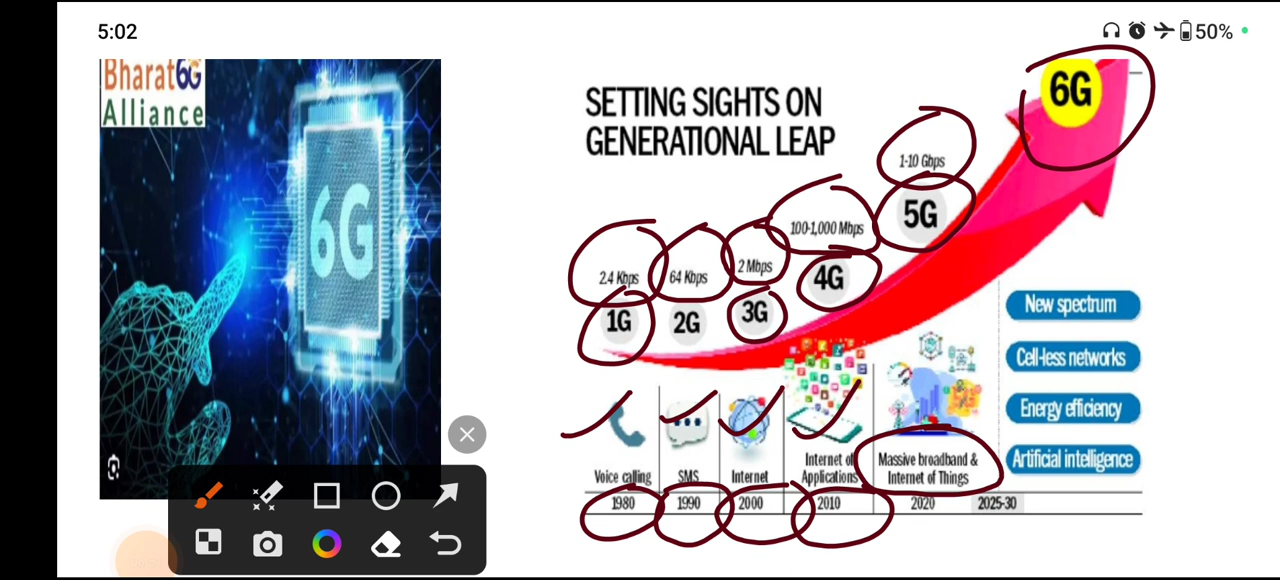 5:02
50%
Bharat6G
Alliance
6G
SETTING SIGHTS ON
GENERATIONAL LEAP
6G
1-10 Gbps
5G
100-1,000 Mbps
4G
2 Mbps
3G
64 Kbps
2G
2.4 Kbps
1G
New spectrum
Cell-less networks
Energy efficiency
Artificial intelligence
Voice calling
SMS
Internet
Internet of
Applications
Massive broadband &
Internet of Things
1980
1990
2000
2010
2020
2025-30